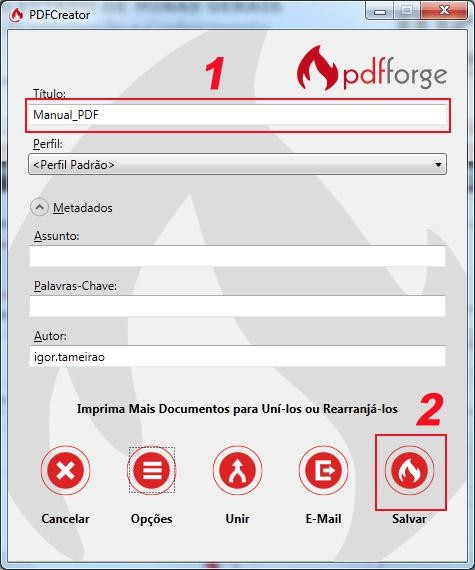 PDFCreator
1
pdfforge
Título:
Manual_PDF
Perfil:
<Perfil Padrão>
Metadados
Assunto:
Palavras-Chave:
Autor:
igor.tameirao
2
Imprima Mais Documentos para Uní-los ou Rearranjá-los
Cancelar Opções Unir E-Mail Salvar